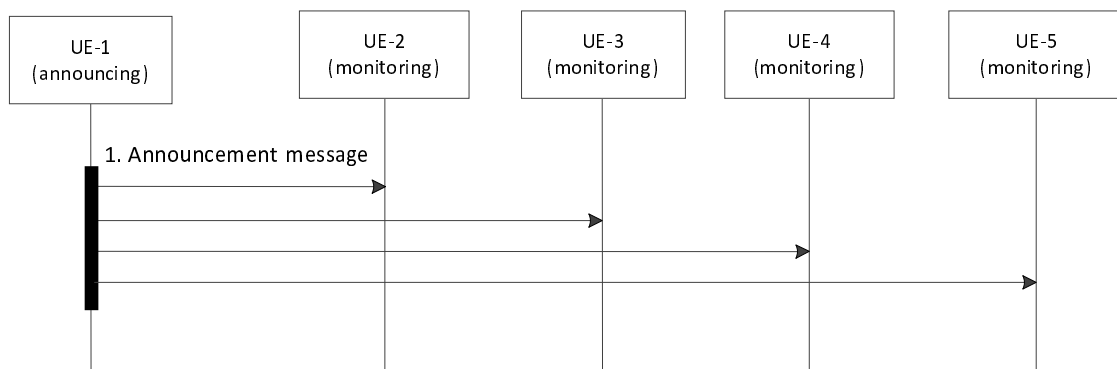 UE-1
(announcing)
UE-2
(monitoring)
UE-3
(monitoring)
UE-4
(monitoring)
UE-5
(monitoring)
1. Announcement message